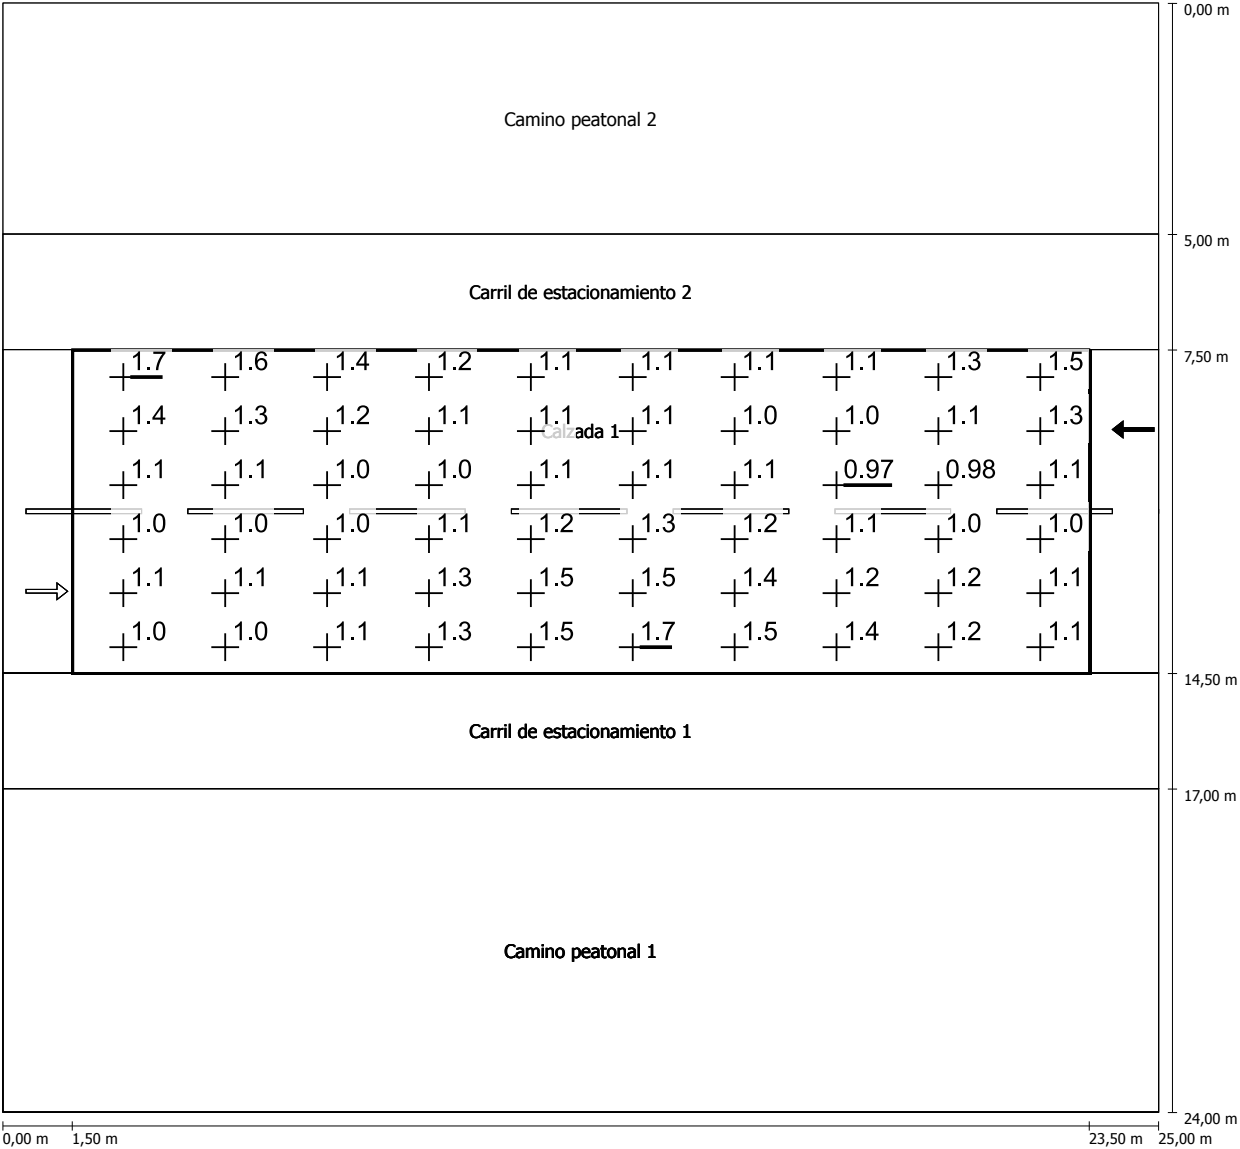 0,00 m
Camino peatonal 2
5,00 m
Carril de estacionamiento 2
7,50 m
1.7 1.6 1.4 1.2 1.1 1.1 1.1 1.1 1.3 1.5
1.4 1.3 1.2 1.1 1.1 1.1 1.0 1.0 1.1 1.3
Calzada 1
1.1 1.1 1.0 1.0 1.1 1.1 1.1 0.97 0.98 1.1
1.0 1.0 1.0 1.1 1.2 1.3 1.2 1.1 1.0 1.0
1.1 1.1 1.1 1.3 1.5 1.5 1.4 1.2 1.2 1.1
1.0 1.0 1.1 1.3 1.5 1.7 1.5 1.4 1.2 1.1
14,50 m
Carril de estacionamiento 1
17,00 m
Camino peatonal 1
24,00 m
0,00 m 1,50 m 23,50 m 25,00 m